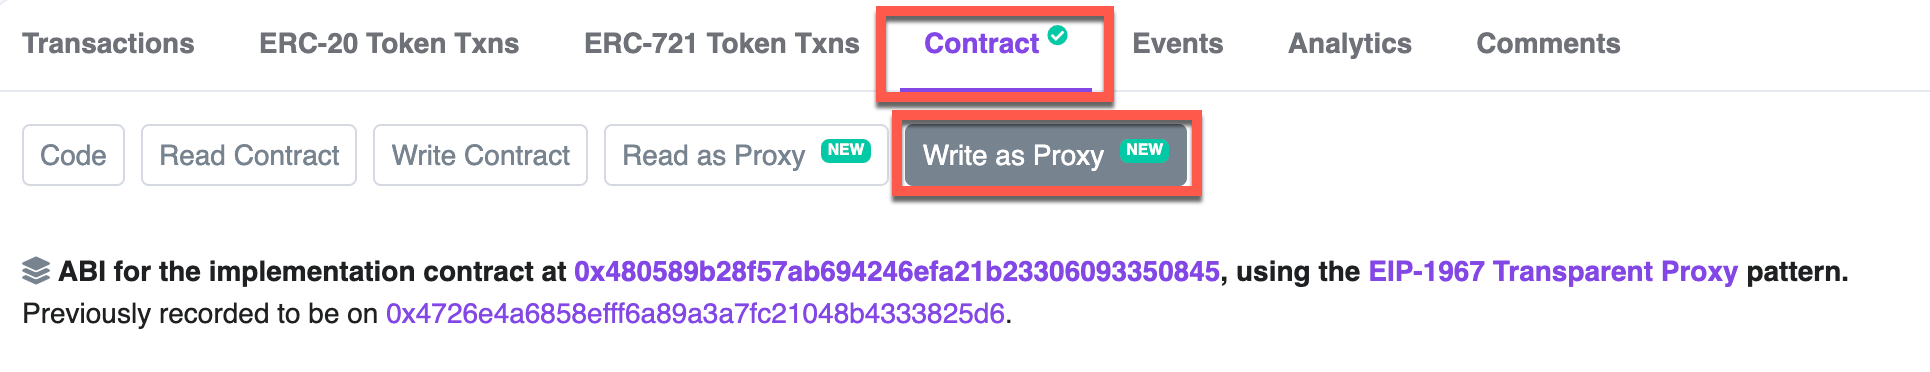 Transactions ERC-20 Token Txns ERC-721 Token Txns Contract Events Analytics Comments
Code Read Contract Write Contract Read as Proxy NEW Write as Proxy NEW
ABI for the implementation contract at 0x480589b28f57ab694246efa21b23306093350845, using the EIP-1967 Transparent Proxy pattern.
Previously recorded to be on 0x4726e4a6858efff6a89a3a7fc21048b4333825d6.